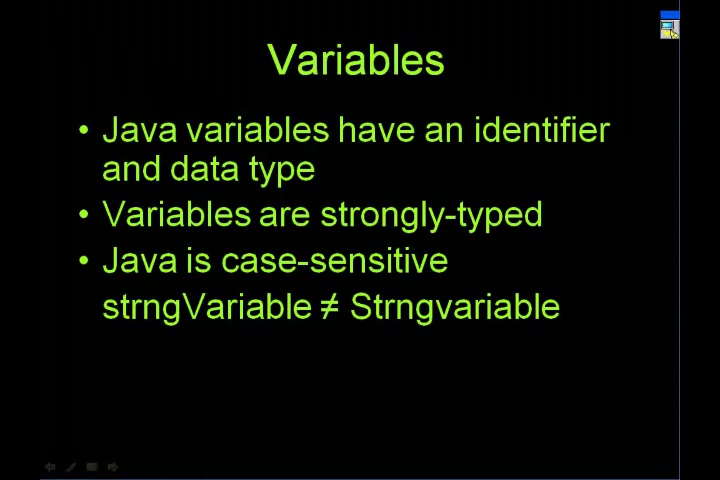 Variables
• Java variables have an identifier
and data type
• Variables are strongly-typed
• Java is case-sensitive
strngVariable ≠ Strngvariable